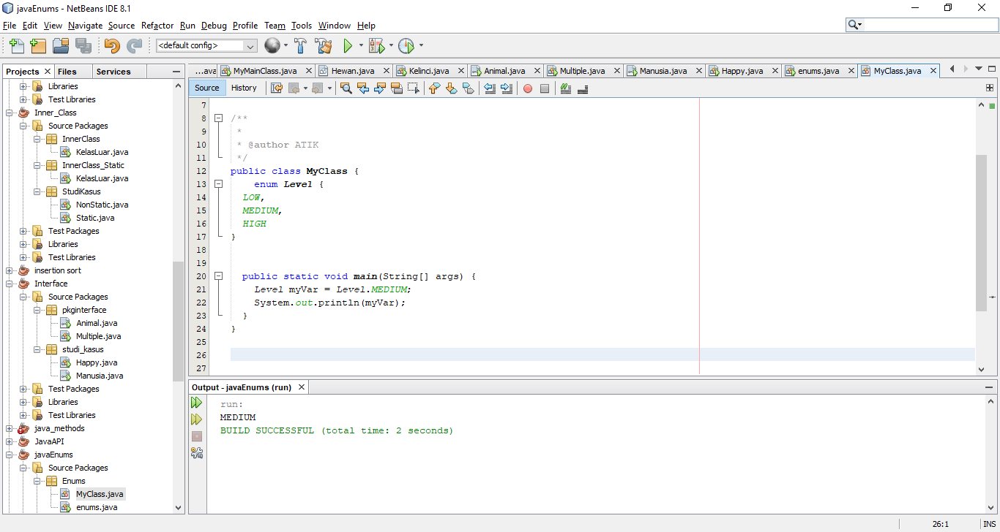 javaEnums - NetBeans IDE 8.1
File Edit View Navigate Source Refactor Run Debug Profile Team Tools Window Help
<default config>
Projects Files Services
Libraries
Test Libraries
Inner_Class
Source Packages
InnerClass
KelasLuar.java
InnerClass_Static
KelasLuar.java
StudiKasus
NonStatic.java
Static.java
Test Packages
Libraries
Test Libraries
insertion sort
Interface
Source Packages
pkginterface
Animal.java
Multiple.java
studi_kasus
Happy.java
Manusia.java
Test Packages
Libraries
Test Libraries
java_methods
JavaAPI
javaEnums
Source Packages
Enums
MyClass.java
enums.java
...ava MyMainClass.java Hewan.java Kelinci.java Animal.java Multiple.java Manusia.java Happy.java enums.java MyClass.java
Source History
7
8 /**
9 *
10 * @author ATIK
11 */
12 public class MyClass {
13 enum Level {
14 LOW,
15 MEDIUM,
16 HIGH
17 }
18
19
20 public static void main(String[] args) {
21 Level myVar = Level.MEDIUM;
22 System.out.println(myVar);
23 }
24 }
25
26
27
Output - javaEnums (run)
run:
MEDIUM
BUILD SUCCESSFUL (total time: 2 seconds)
26:1 INS